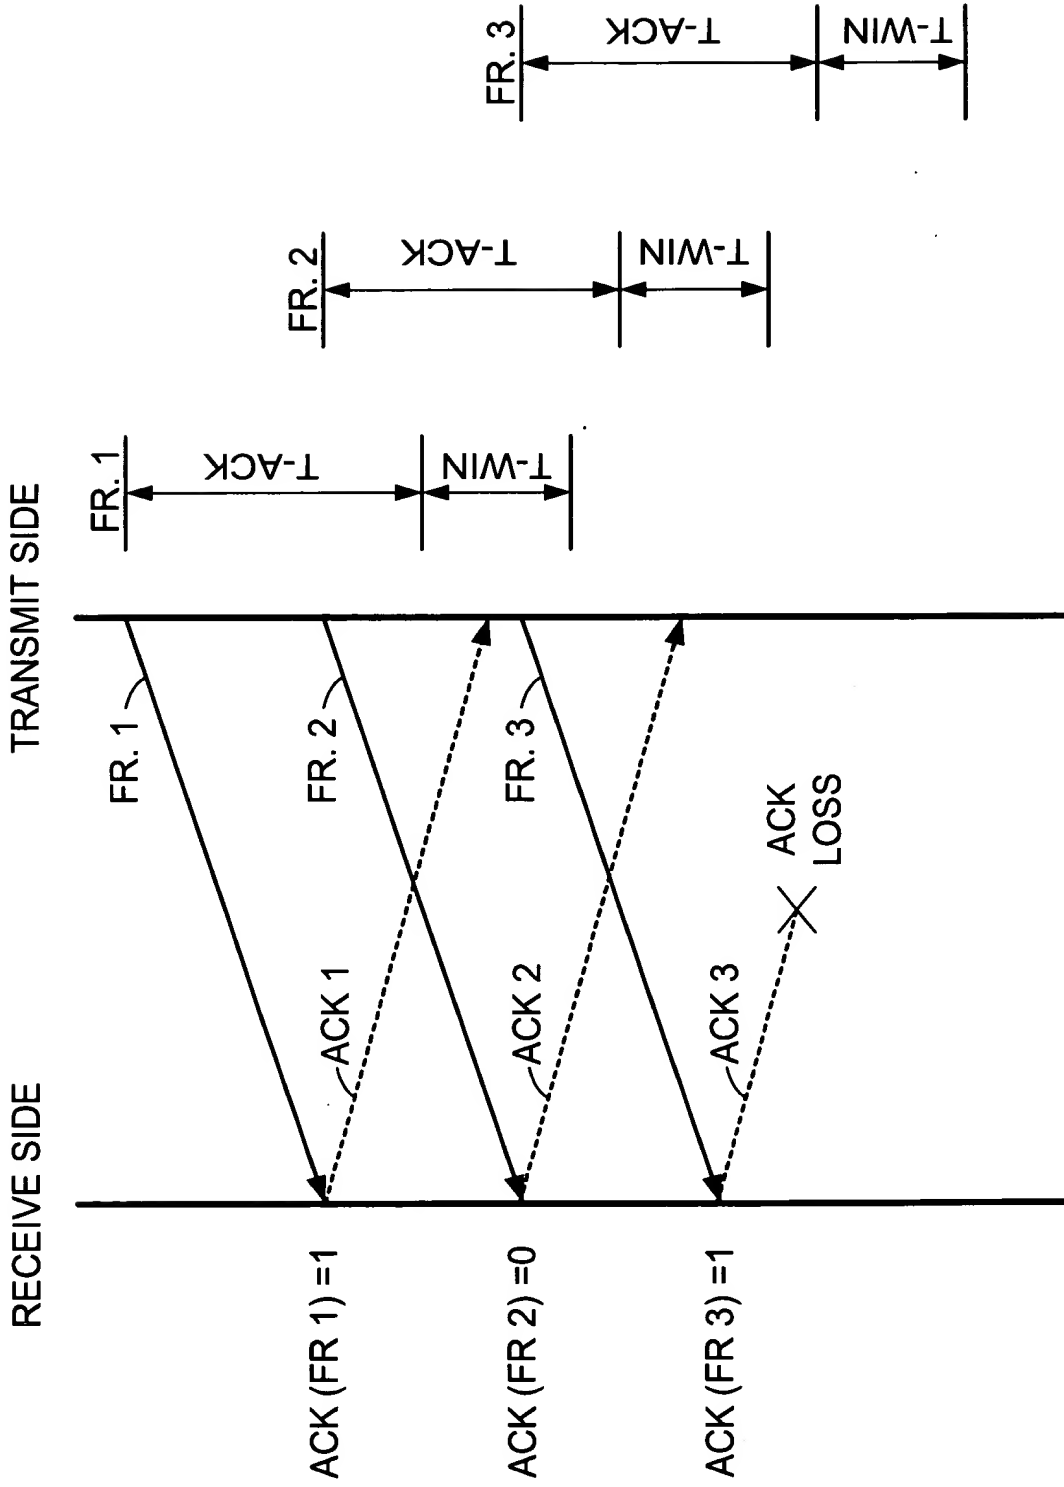 RECEIVE SIDE
TRANSMIT SIDE
FR. 1
FR. 2
FR. 3
ACK 1
ACK 2
ACK 3
ACK
LOSS
ACK (FR 1) =1
ACK (FR 2) =0
ACK (FR 3) =1
FR. 1
T-ACK
T-WIN
FR. 2
T-ACK
T-WIN
FR. 3
T-ACK
T-WIN